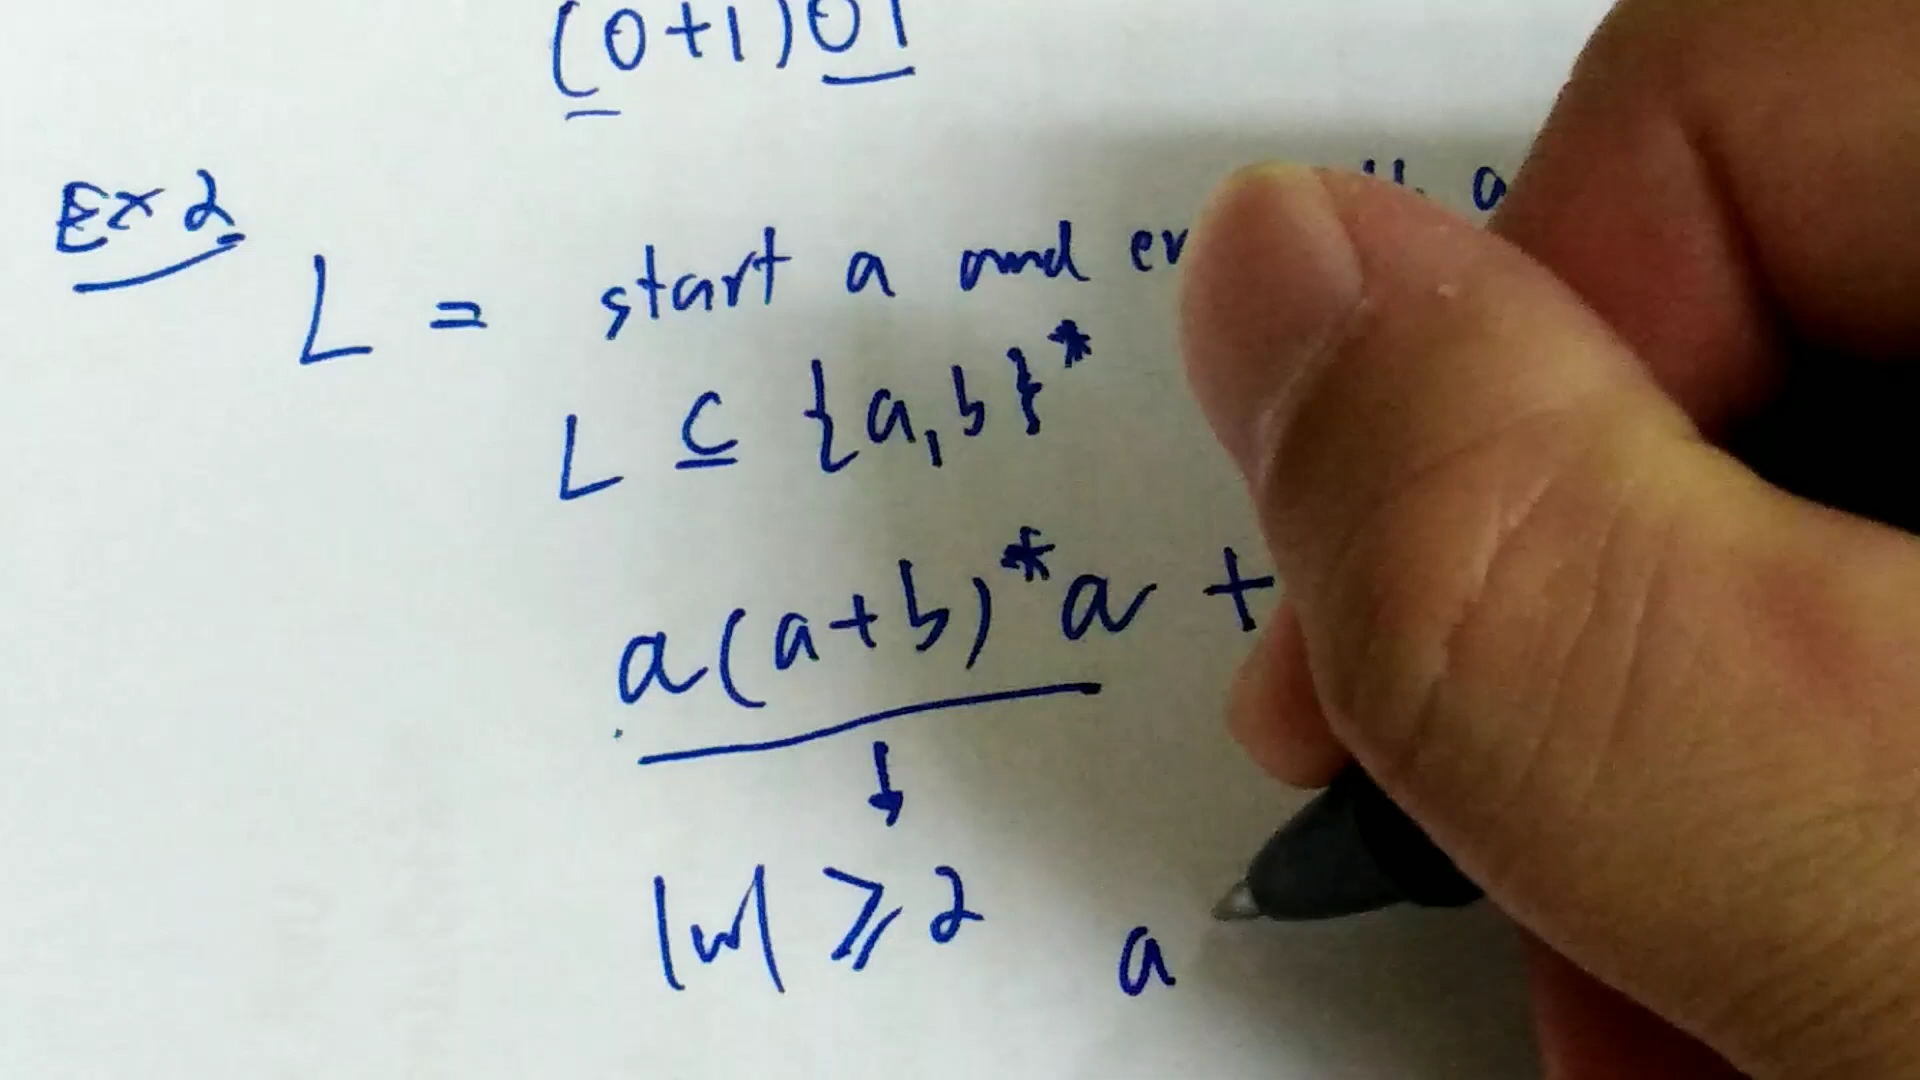 (0+1)01
Ex 2
L = start a and a
L ⊆ {a,b}*
a(a+b)*a +
↓
|w| ≥ 2 a